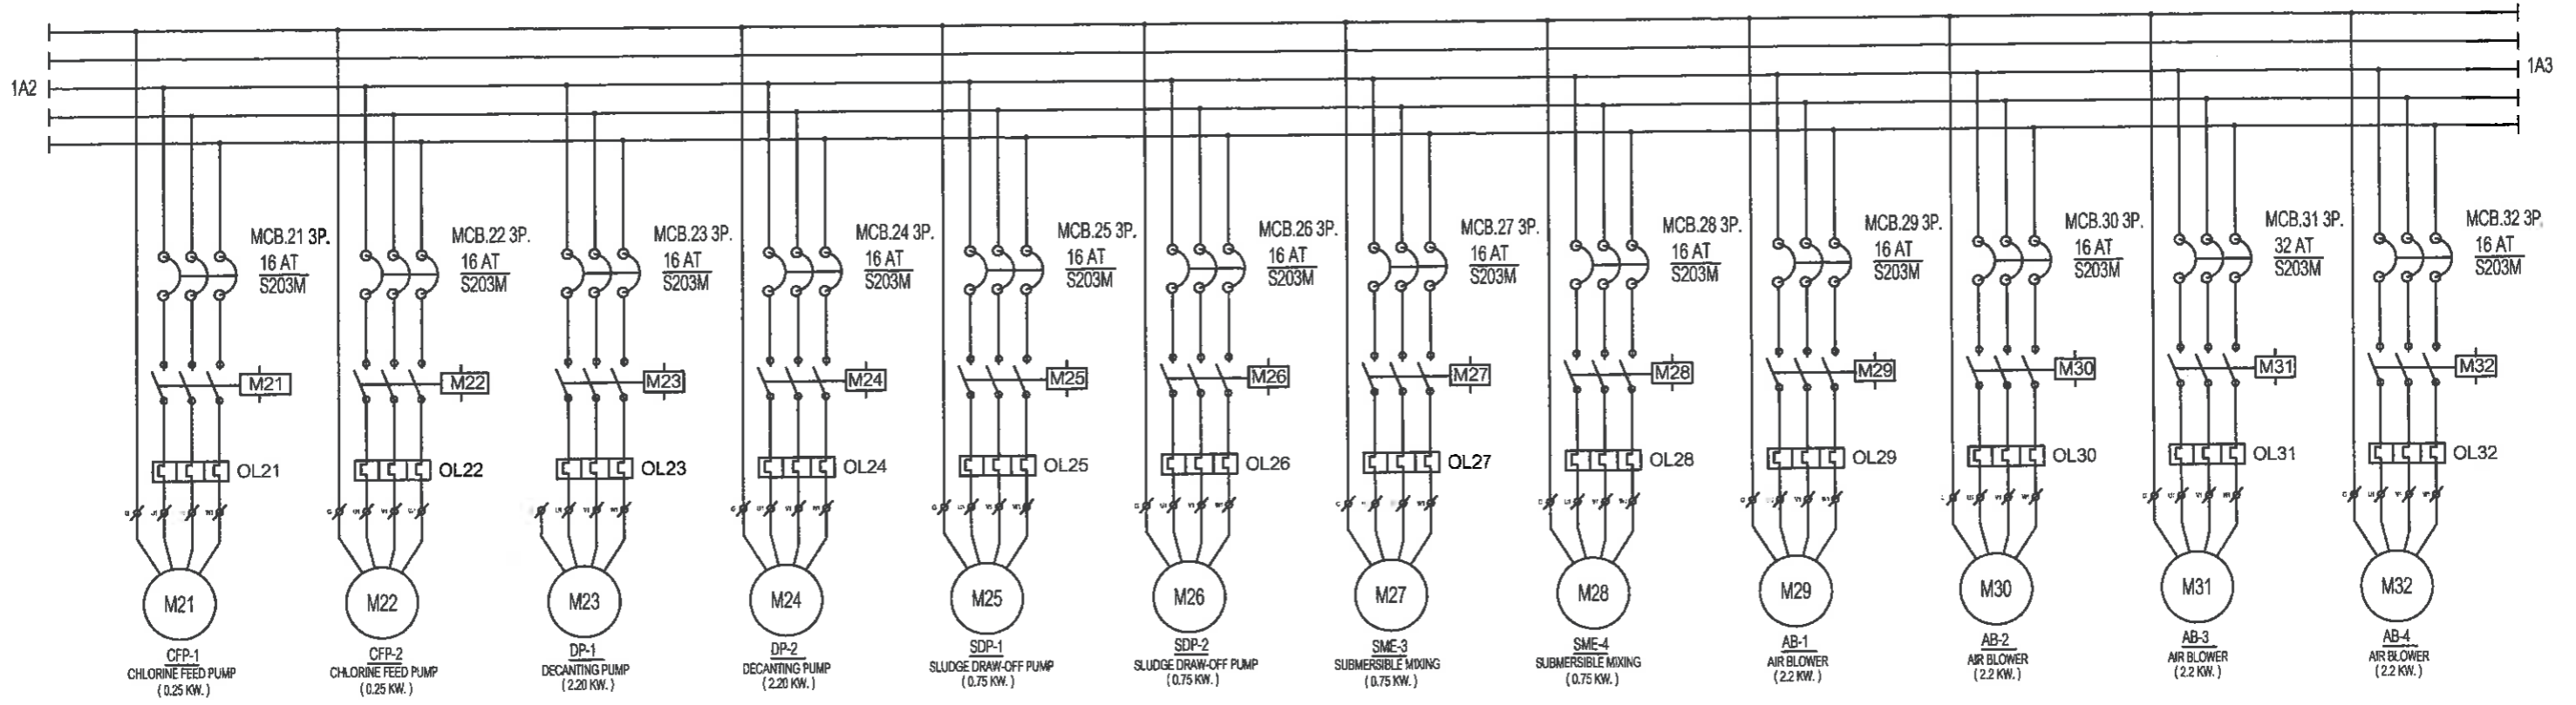 1A2
1A3
MCB.21 3P.
16 AT
S203M
M21
OL21
M21
CFP-1
CHLORINE FEED PUMP
( 0.25 KW. )
MCB.22 3P.
16 AT
S203M
M22
OL22
M22
CFP-2
CHLORINE FEED PUMP
( 0.25 KW. )
MCB.23 3P.
16 AT
S203M
M23
OL23
M23
DP-1
DECANTING PUMP
( 2.20 KW. )
MCB.24 3P.
16 AT
S203M
M24
OL24
M24
DP-2
DECANTING PUMP
( 2.20 KW. )
MCB.25 3P.
16 AT
S203M
M25
OL25
M25
SDP-1
SLUDGE DRAW-OFF PUMP
( 0.75 KW. )
MCB.26 3P.
16 AT
S203M
M26
OL26
M26
SDP-2
SLUDGE DRAW-OFF PUMP
( 0.75 KW. )
MCB.27 3P.
16 AT
S203M
M27
OL27
M27
SME-3
SUBMERSIBLE MIXING
( 0.75 KW. )
MCB.28 3P.
16 AT
S203M
M28
OL28
M28
SME-4
SUBMERSIBLE MIXING
( 0.75 KW. )
MCB.29 3P.
16 AT
S203M
M29
OL29
M29
AB-1
AIR BLOWER
( 2.2 KW. )
MCB.30 3P.
16 AT
S203M
M30
OL30
M30
AB-2
AIR BLOWER
( 2.2 KW. )
MCB.31 3P.
32 AT
S203M
M31
OL31
M31
AB-3
AIR BLOWER
( 2.2 KW. )
MCB.32 3P.
16 AT
S203M
M32
OL32
M32
AB-4
AIR BLOWER
( 2.2 KW. )